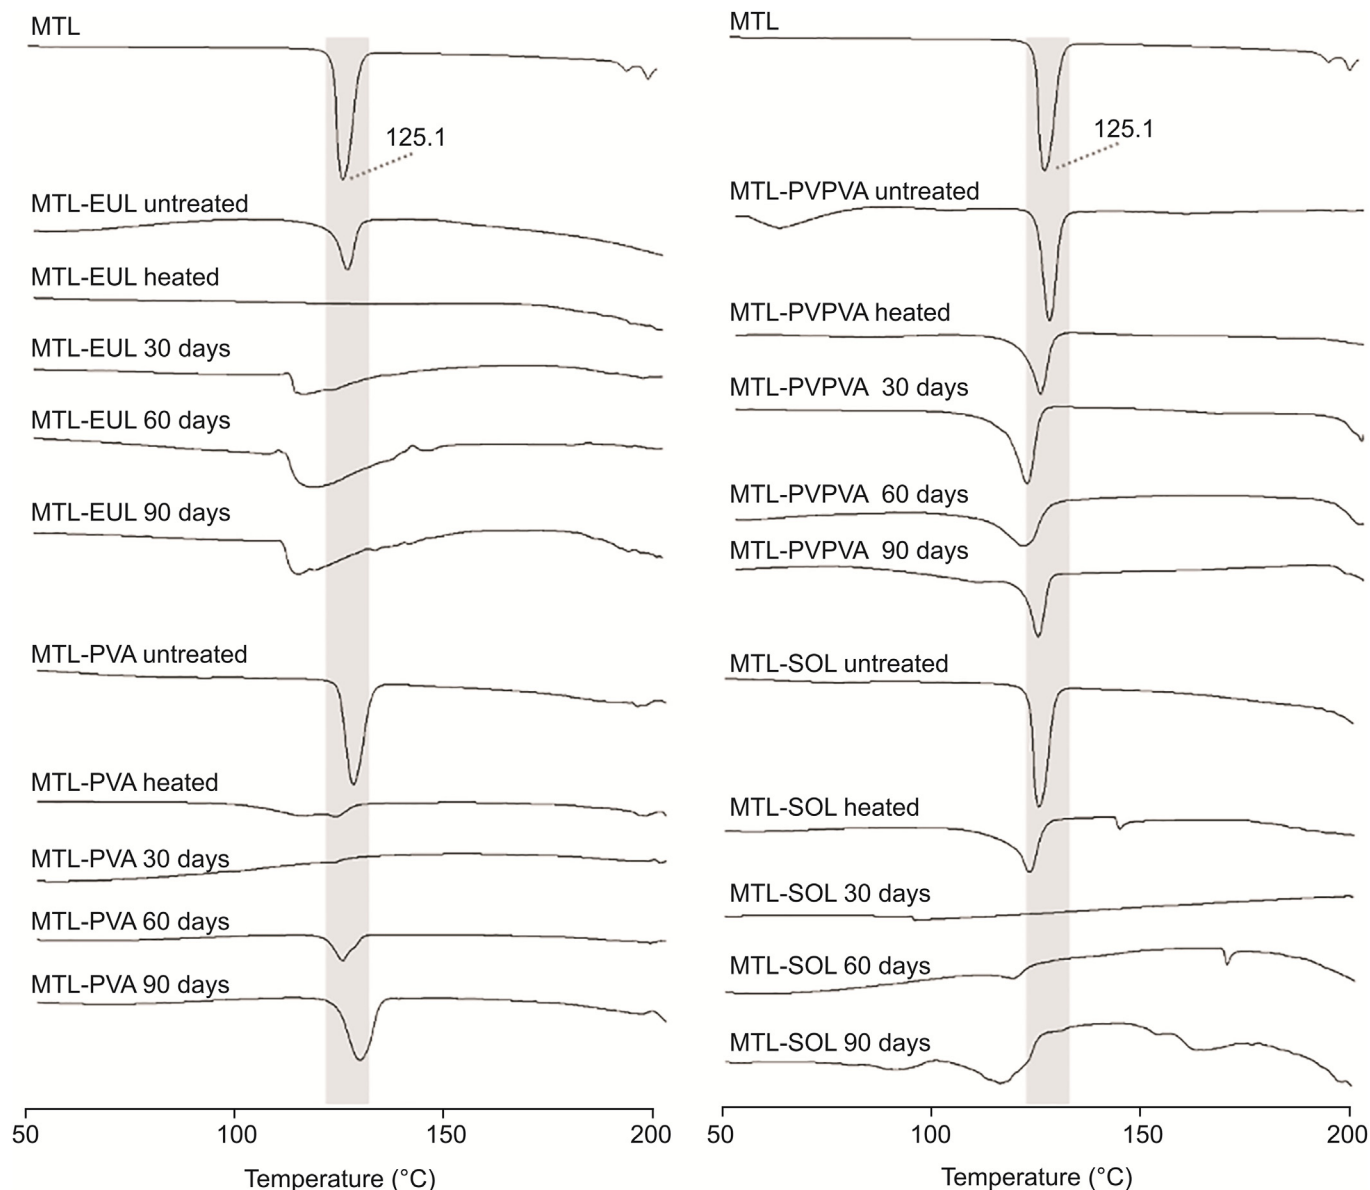 MTL
125.1
MTL-EUL untreated
MTL-EUL heated
MTL-EUL 30 days
MTL-EUL 60 days
MTL-EUL 90 days
MTL-PVA untreated
MTL-PVA heated
MTL-PVA 30 days
MTL-PVA 60 days
MTL-PVA 90 days
50 100 150 200
Temperature (°C)
MTL
125.1
MTL-PVPVA untreated
MTL-PVPVA heated
MTL-PVPVA 30 days
MTL-PVPVA 60 days
MTL-PVPVA 90 days
MTL-SOL untreated
MTL-SOL heated
MTL-SOL 30 days
MTL-SOL 60 days
MTL-SOL 90 days
50 100 150 200
Temperature (°C)